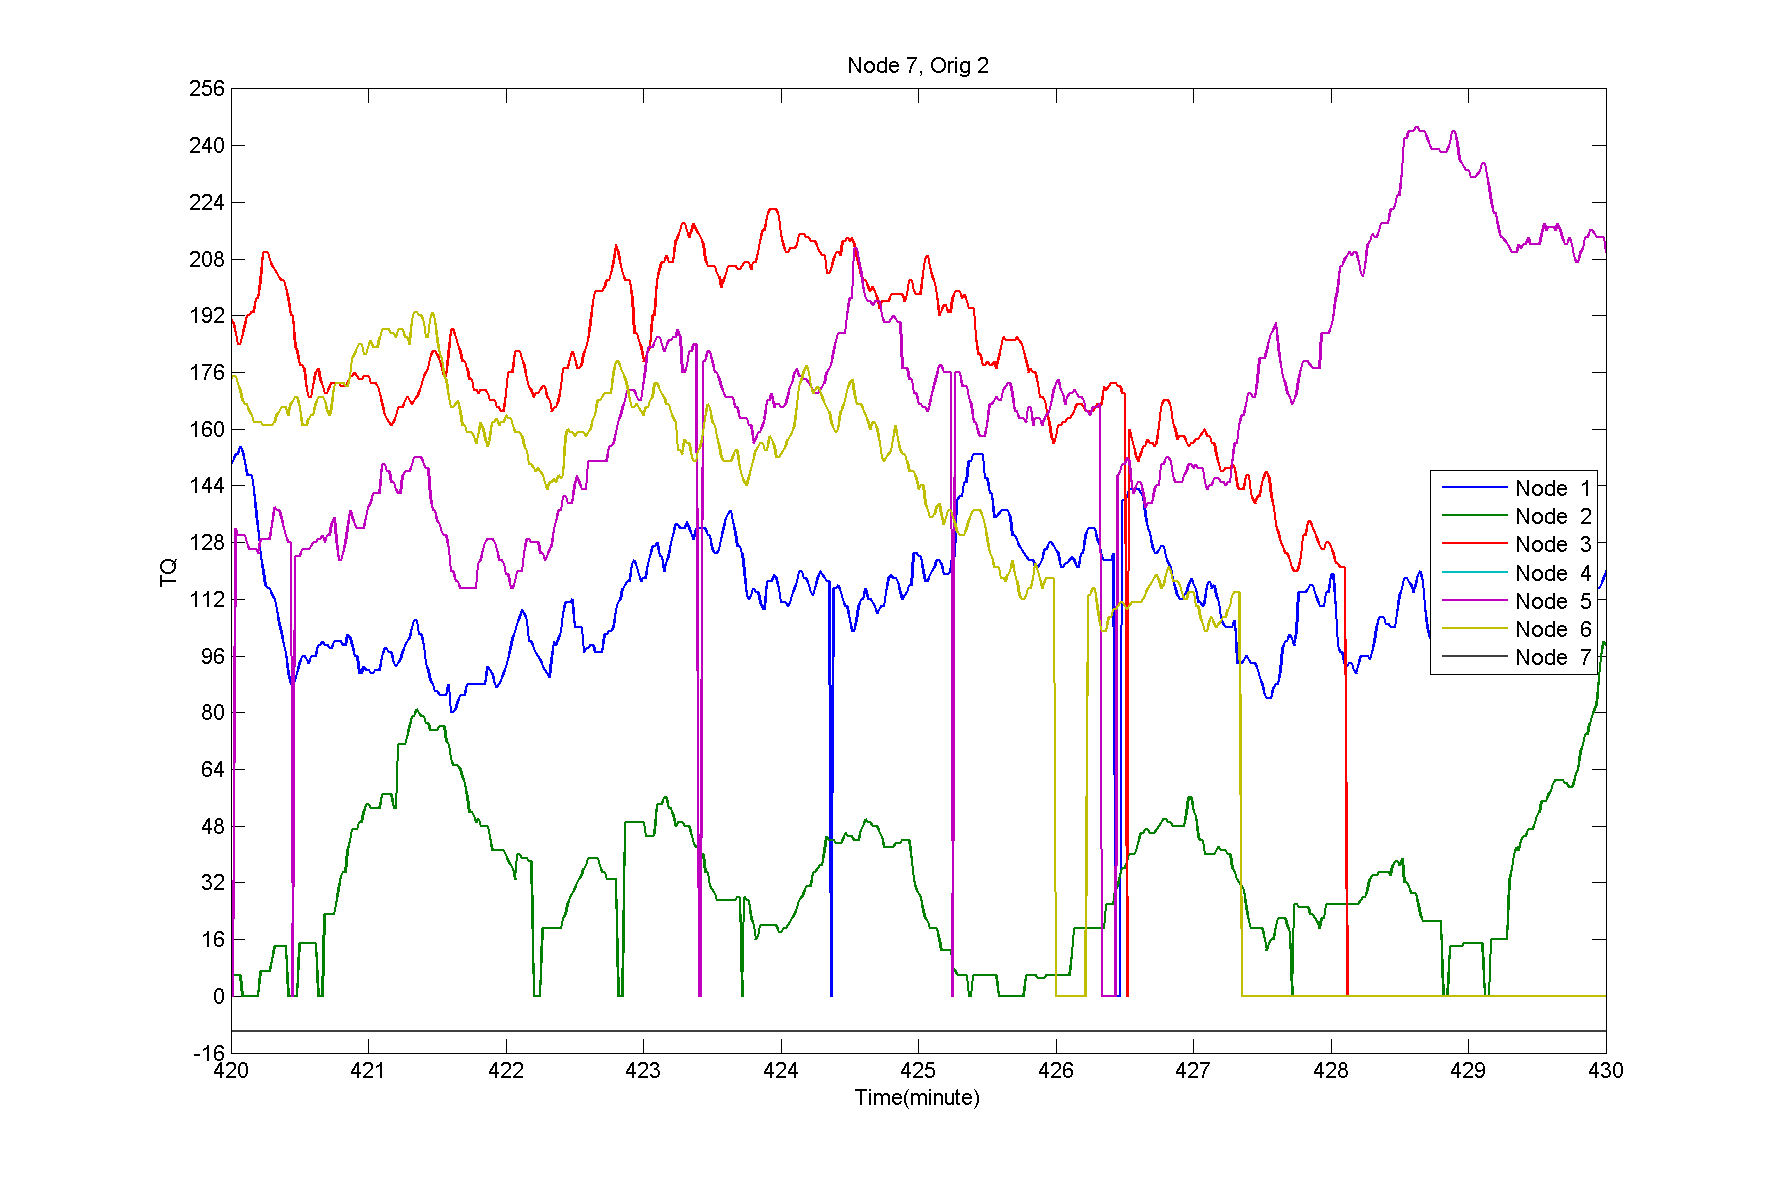 Node 7, Orig 2
256
240
224
208
192
176
160
144
128
112
96
80
64
48
32
16
0
-16
TQ
Node 1
Node 2
Node 3
Node 4
Node 5
Node 6
Node 7
420 421 422 423 424 425 426 427 428 429 430
Time(minute)